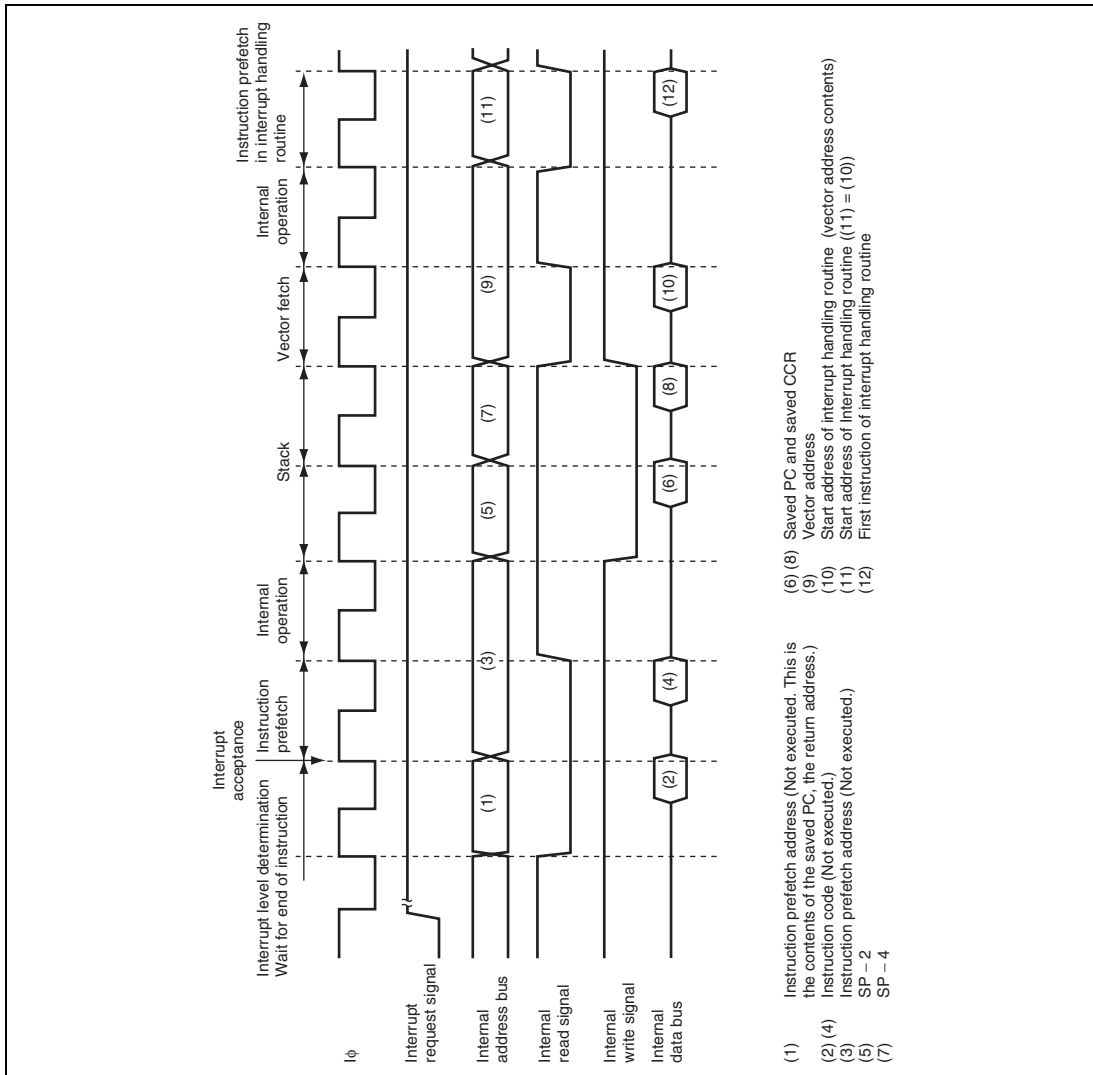 Interrupt level determination
Wait for end of instruction
Interrupt
acceptance
Instruction
prefetch
Internal
operation
Stack
Vector fetch
Internal
operation
Instruction prefetch
in interrupt handling
routine
Iφ
Interrupt
request signal
Internal
address bus
(1)
(3)
(5)
(7)
(9)
(11)
Internal
read signal
Internal
write signal
Internal
data bus
(2)
(4)
(6)
(8)
(10)
(12)
(1) Instruction prefetch address (Not executed. This is
the contents of the saved PC, the return address.)
(2) (4) Instruction code (Not executed.)
(3) Instruction prefetch address (Not executed.)
(5) SP – 2
(7) SP – 4
(6) (8) Saved PC and saved CCR
(9) Vector address
(10) Start address of interrupt handling routine (vector address contents)
(11) Start address of Interrupt handling routine ((11) = (10))
(12) First instruction of interrupt handling routine